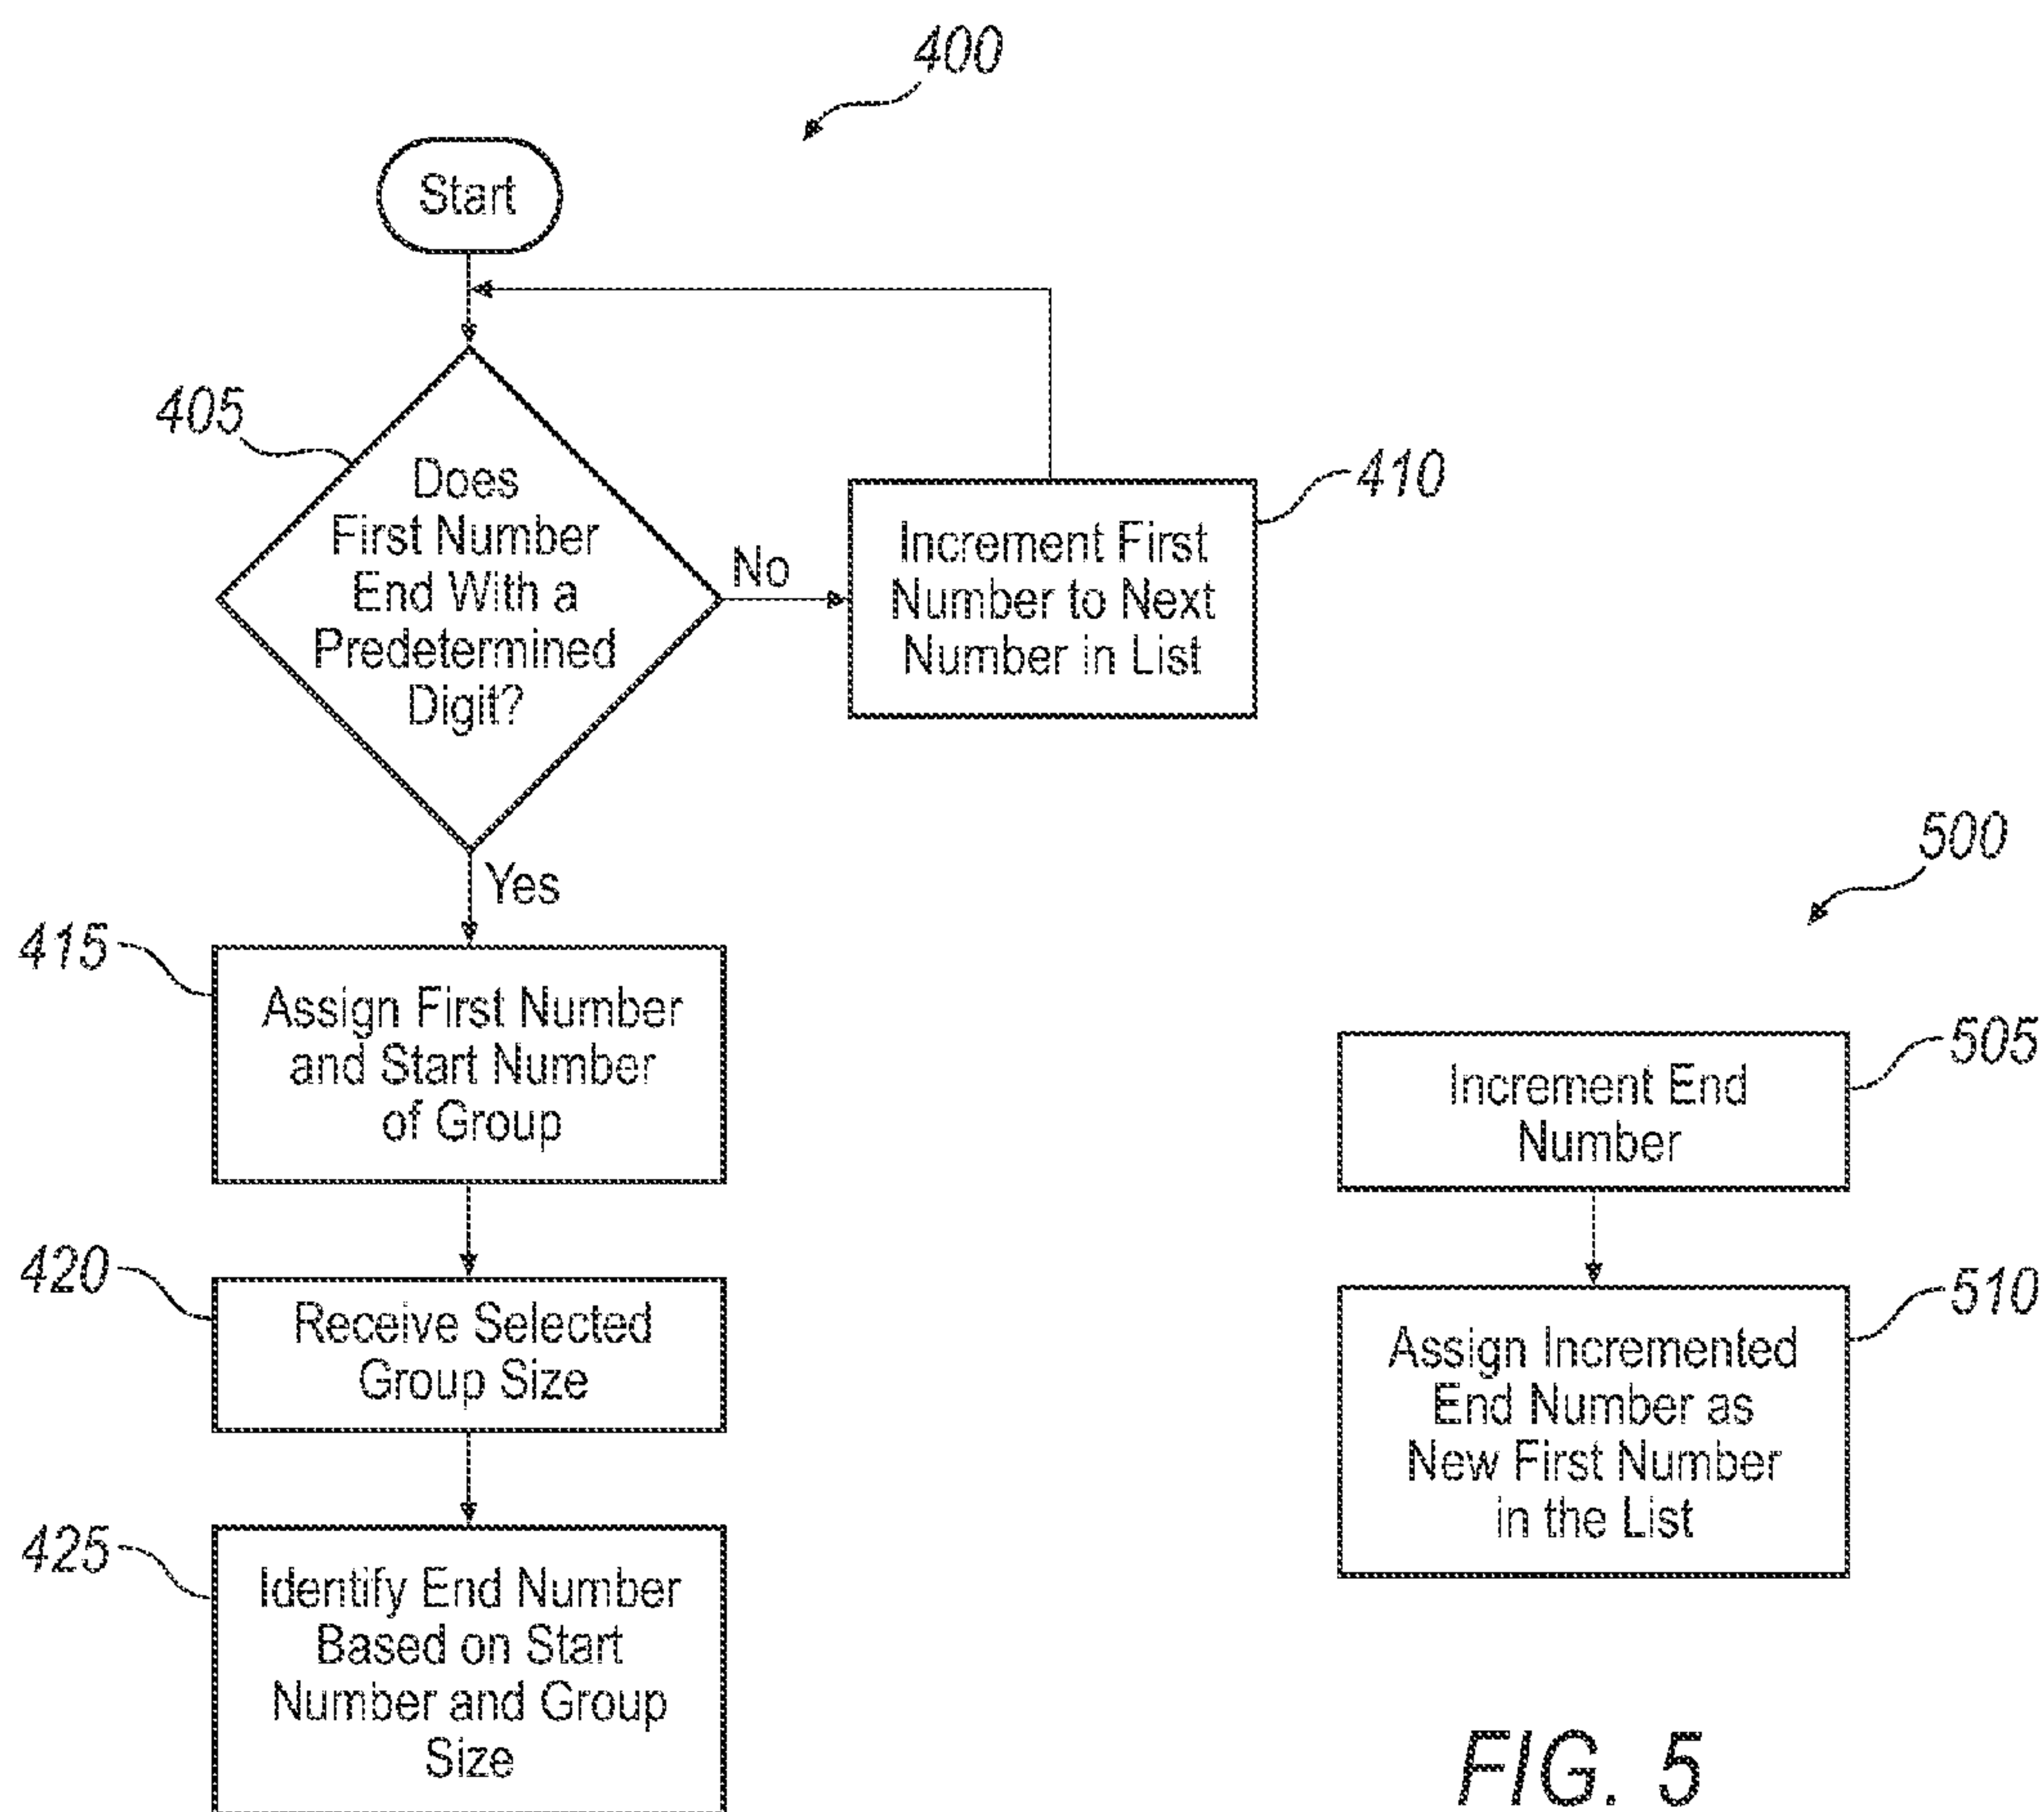 400
Start
405
Does
First Number
End With a
Predetermined
Digit?
No
410
Increment First
Number to Next
Number in List
Yes
415
Assign First Number
and Start Number
of Group
420
Receive Selected
Group Size
425
Identify End Number
Based on Start
Number and Group
Size
500
505
Increment End
Number
510
Assign Incremented
End Number as
New First Number
in the List
FIG. 5